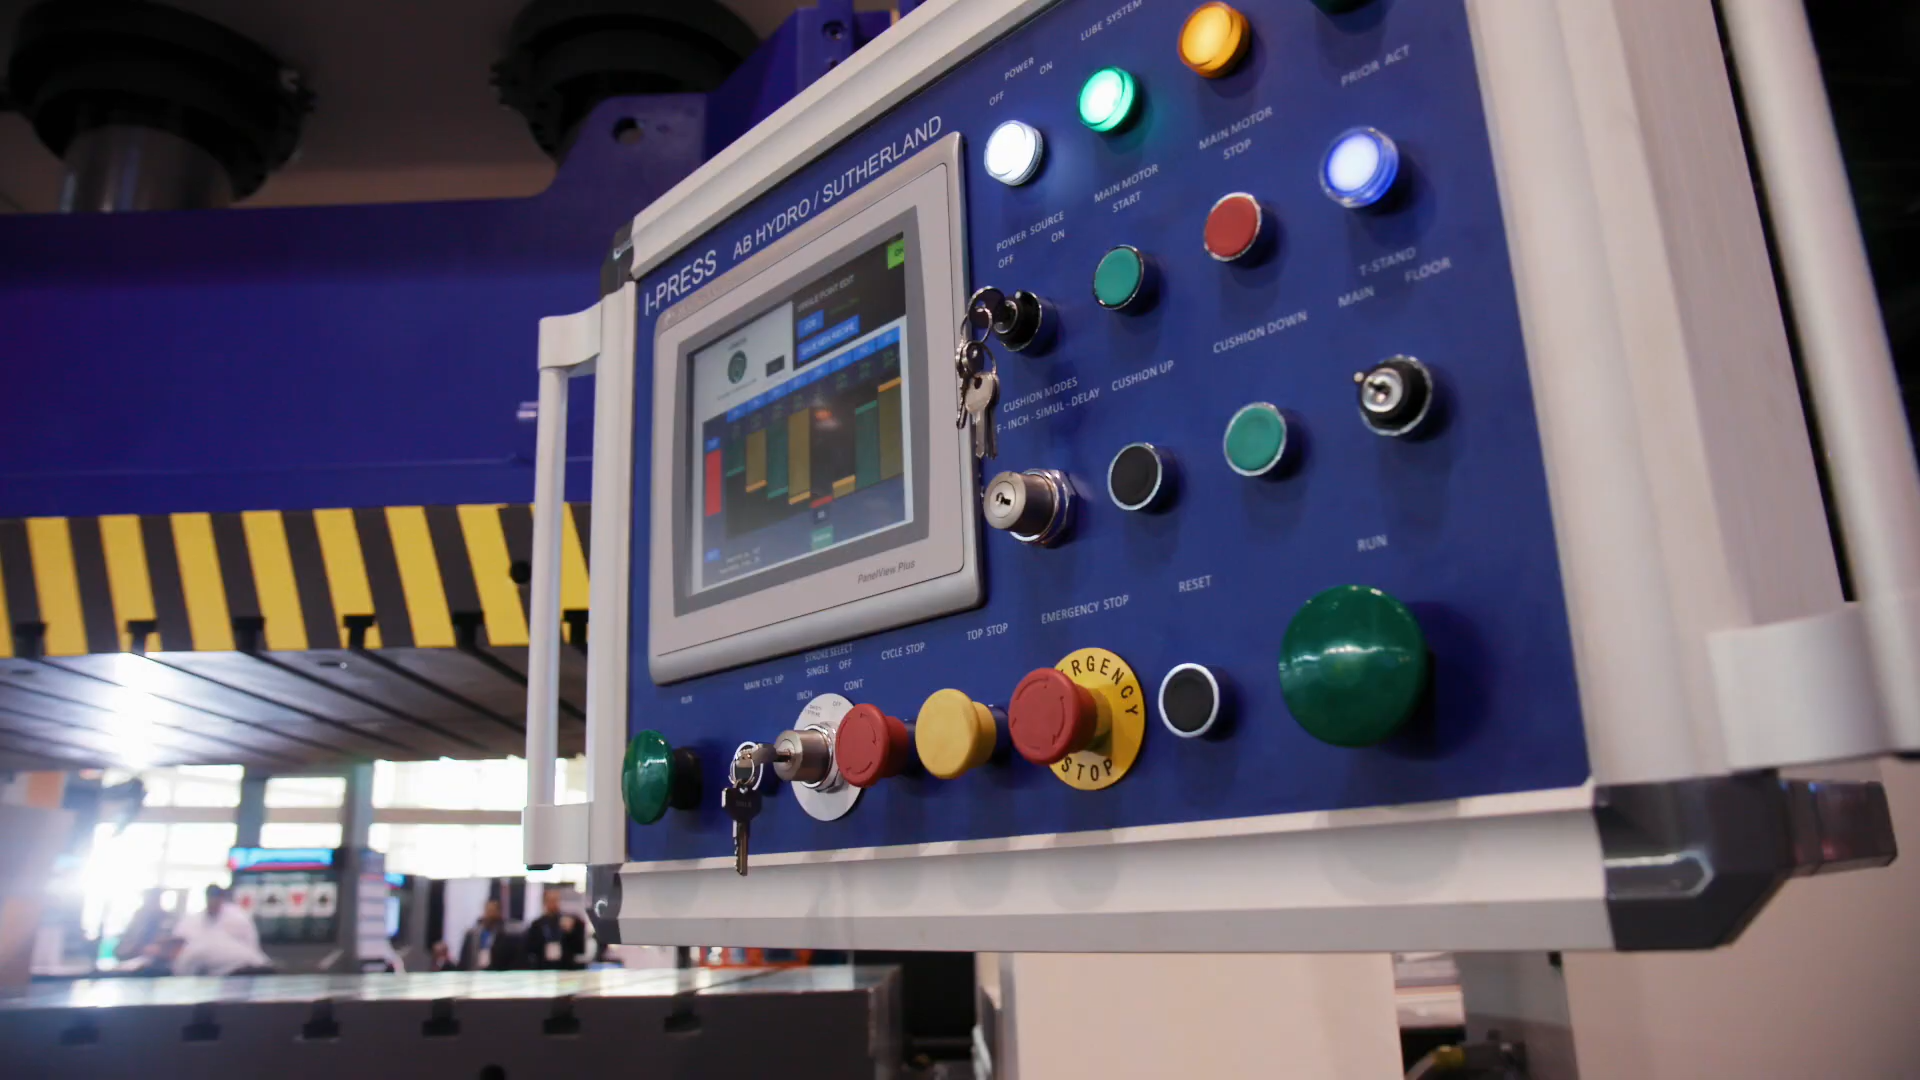 I-PRESS AB HYDRO / SUTHERLAND
POWER
OFF ON
LUBE SYSTEM
PRIOR ACT
POWER SOURCE
OFF ON
MAIN MOTOR
START
MAIN MOTOR
STOP
T-STAND
MAIN FLOOR
CUSHION MODES
F - INCH - SIMUL - DELAY
CUSHION UP
CUSHION DOWN
PanelView Plus
RUN
MAIN CYL UP
STROKE SELECT
SINGLE OFF
INCH CONT
CYCLE STOP
TOP STOP
EMERGENCY STOP
RESET
RUN
ERGENCY
STOP